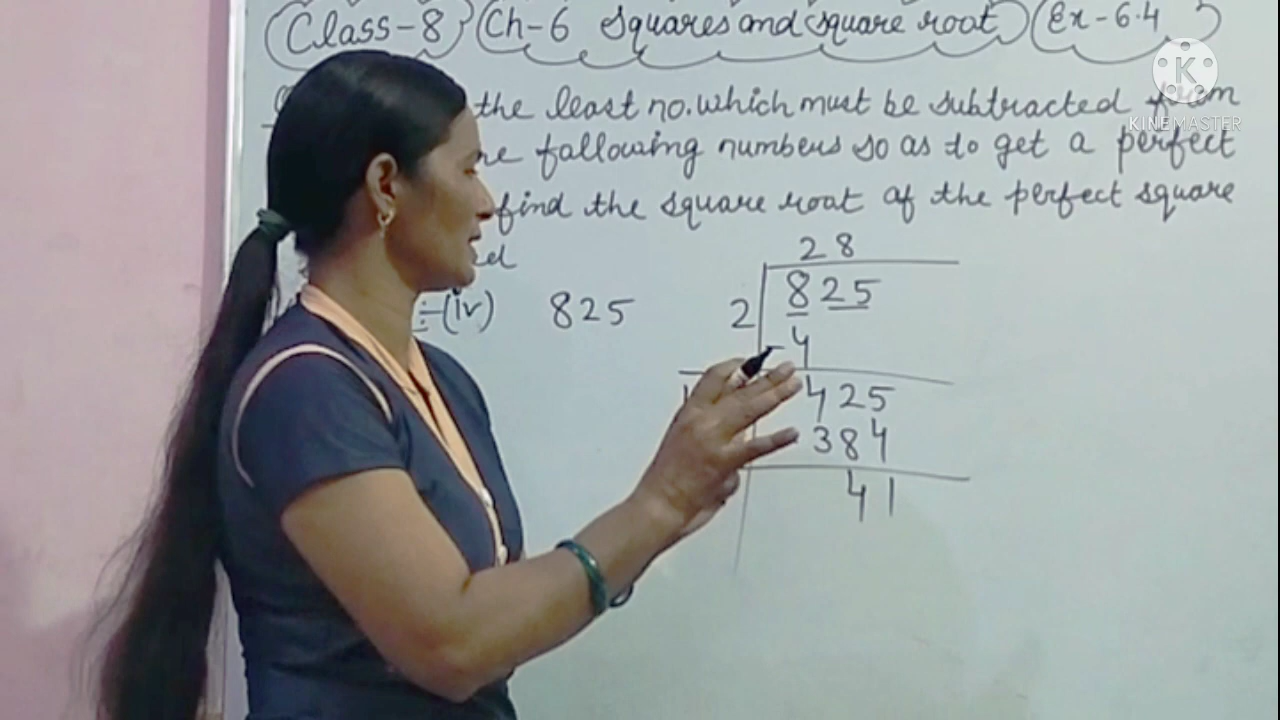 Class-8 Ch-6 Squares and square root Ex-6.4
the least no. which must be subtracted from
following numbers so as to get a perfect
find the square root of the perfect square
(iv) 825
28
2 825
-4
425
384
41
K
KINEMASTER